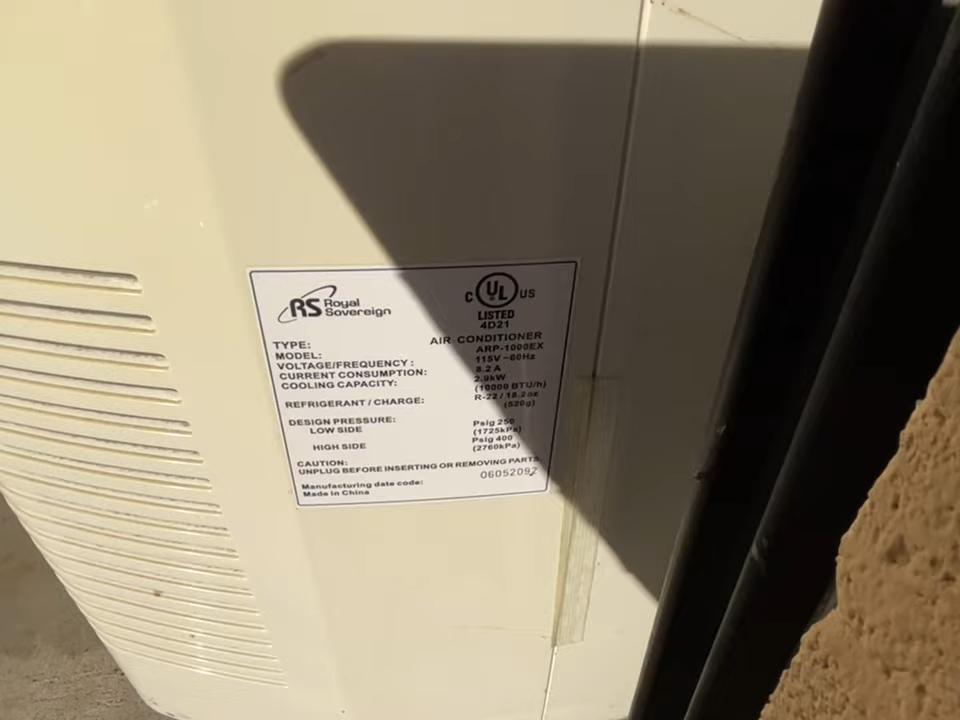 RS Royal
Sovereign
C UL US
LISTED
4D21
TYPE: AIR CONDITIONER
MODEL: ARP-1000EX
VOLTAGE/FREQUENCY: 115V~60Hz
CURRENT CONSUMPTION: 8.2 A
COOLING CAPACITY: 2.9kW
(10000 BTU/h)
REFRIGERANT / CHARGE: R-22 / 18.2oz
(520g)
DESIGN PRESSURE:
LOW SIDE Psig 250
(1725kPa)
HIGH SIDE Psig 400
(2760kPa)
CAUTION:
UNPLUG BEFORE INSERTING OR REMOVING PARTS.
Manufacturing date code: 06052092
Made in China